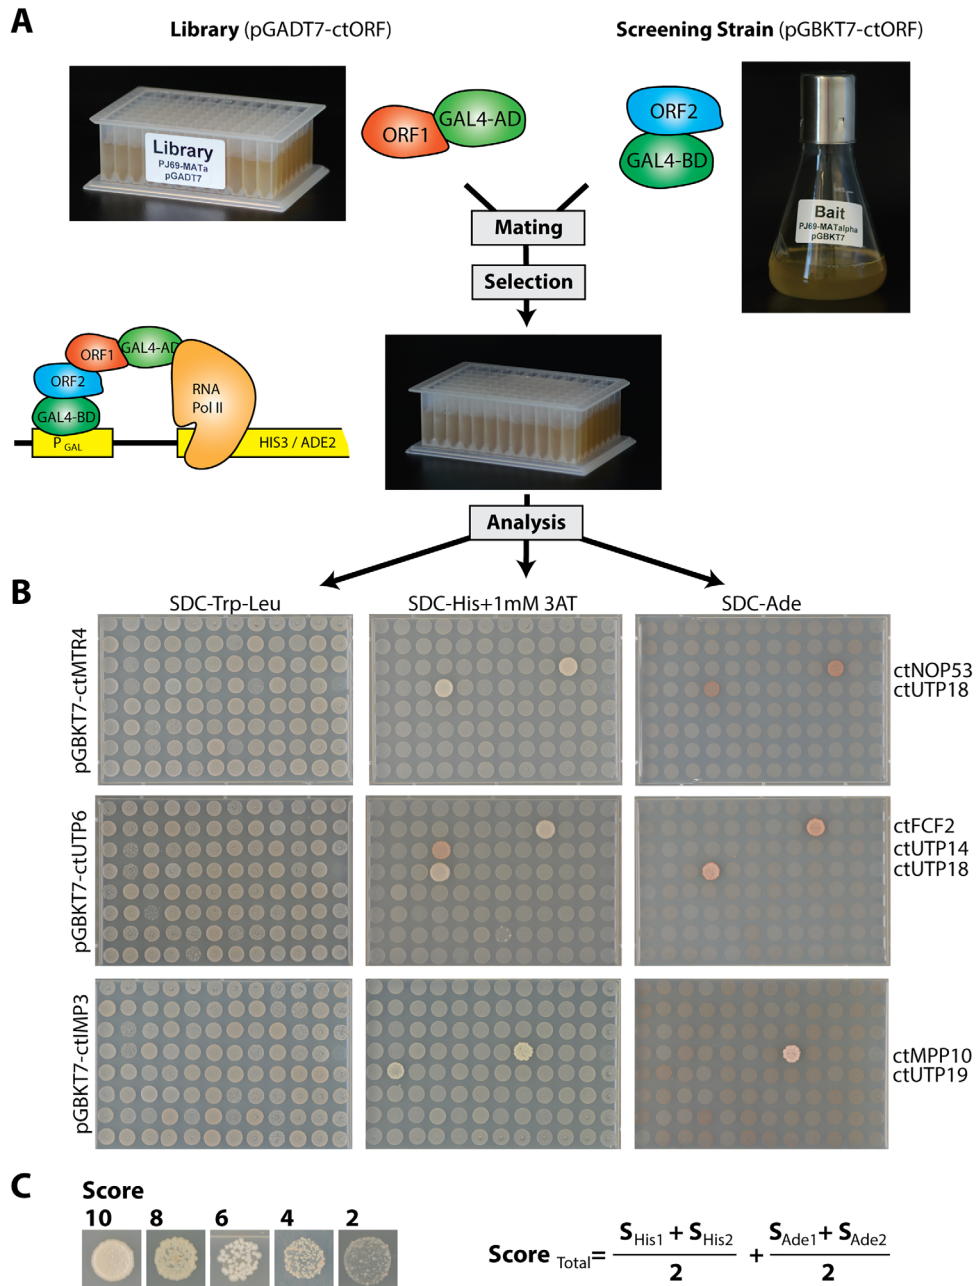 A
Library (pGADT7-ctORF)
Screening Strain (pGBKT7-ctORF)
Library
PJ69-MATa
pGADT7
ORF1
GAL4-AD
ORF2
GAL4-BD
Bait
PJ69-MATalpha
pGBKT7
Mating
Selection
ORF1
GAL4-AD
ORF2
GAL4-BD
RNA
Pol II
P GAL
HIS3 / ADE2
Analysis
B
SDC-Trp-Leu
SDC-His+1mM 3AT
SDC-Ade
pGBKT7-ctMTR4
ctNOP53
ctUTP18
pGBKT7-ctUTP6
ctFCF2
ctUTP14
ctUTP18
pGBKT7-ctIMP3
ctMPP10
ctUTP19
C
Score
10 8 6 4 2
Score Total = (SHis1 + SHis2) / 2 + (SAde1 + SAde2) / 2